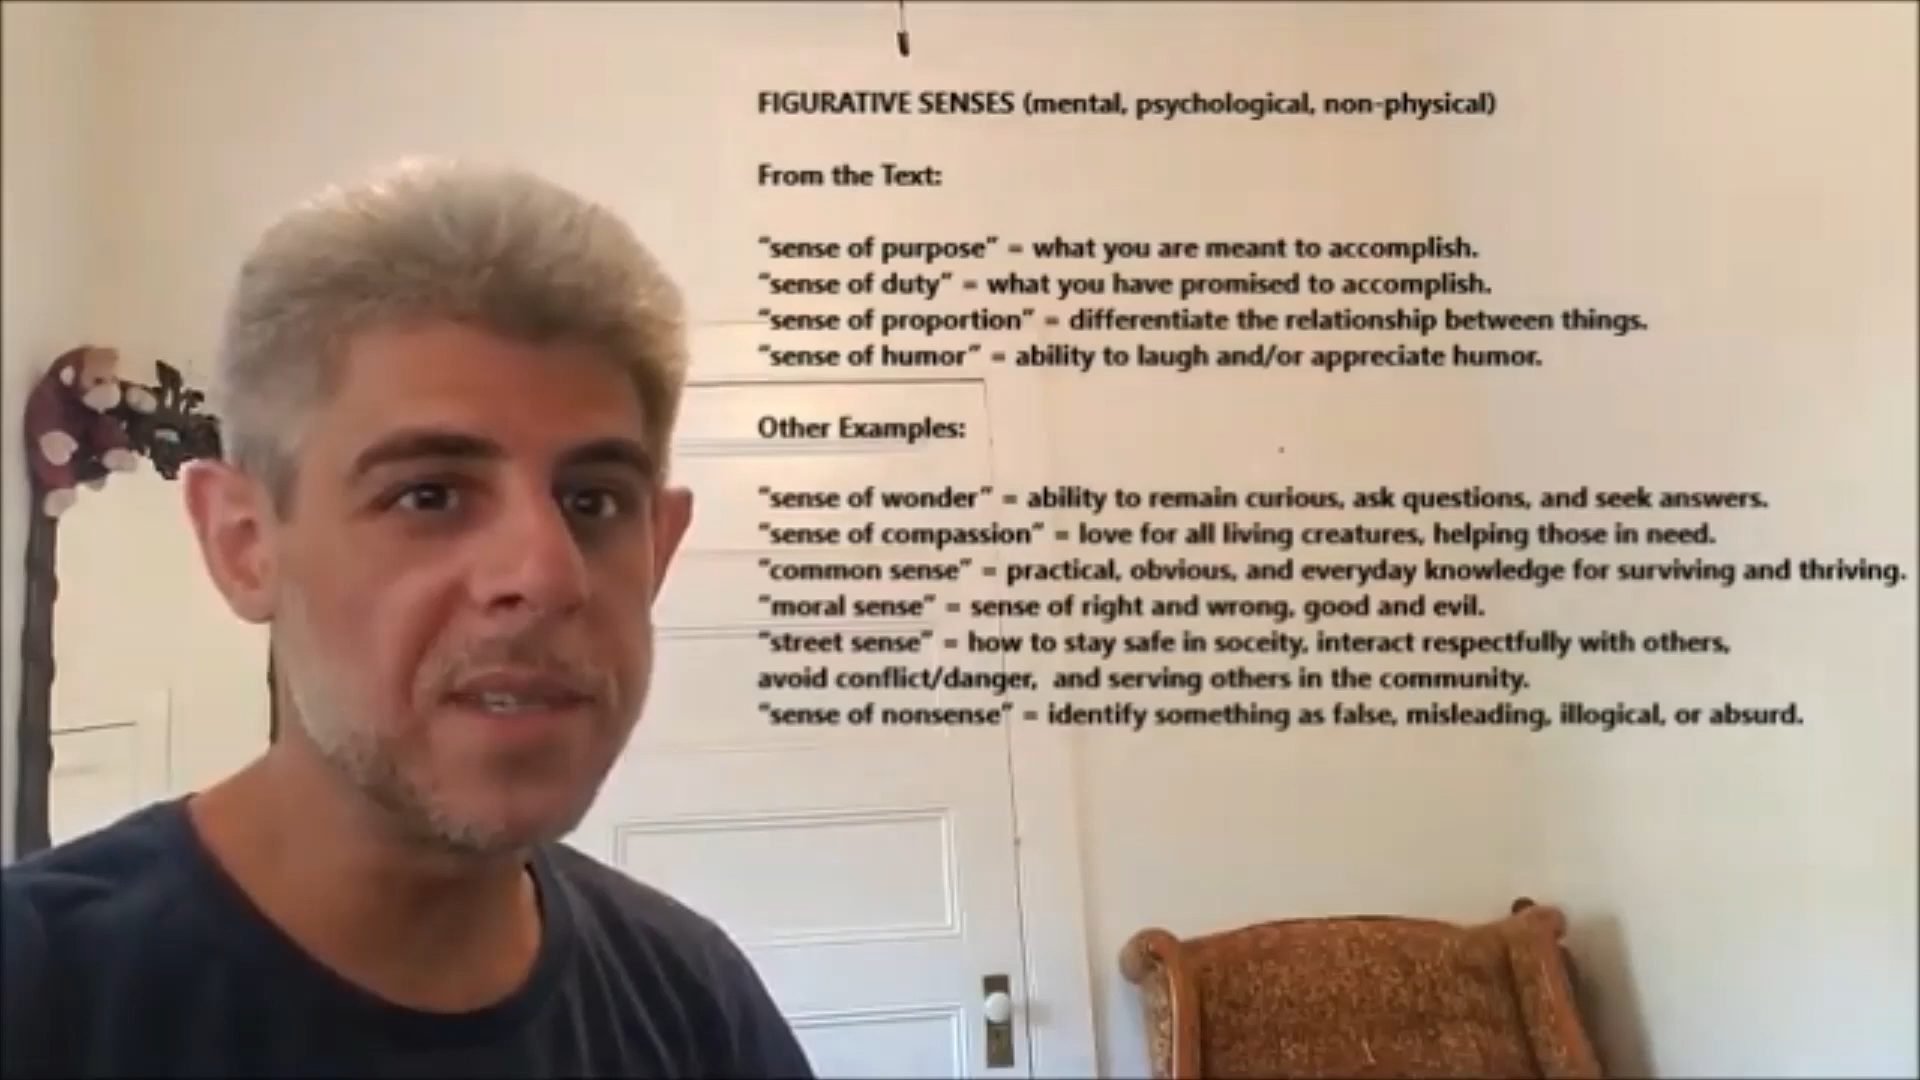 FIGURATIVE SENSES (mental, psychological, non-physical)
From the Text:
“sense of purpose” = what you are meant to accomplish.
“sense of duty” = what you have promised to accomplish.
“sense of proportion” = differentiate the relationship between things.
“sense of humor” = ability to laugh and/or appreciate humor.
Other Examples:
“sense of wonder” = ability to remain curious, ask questions, and seek answers.
“sense of compassion” = love for all living creatures, helping those in need.
“common sense” = practical, obvious, and everyday knowledge for surviving and thriving.
“moral sense” = sense of right and wrong, good and evil.
“street sense” = how to stay safe in soceity, interact respectfully with others,
avoid conflict/danger,  and serving others in the community.
“sense of nonsense” = identify something as false, misleading, illogical, or absurd.